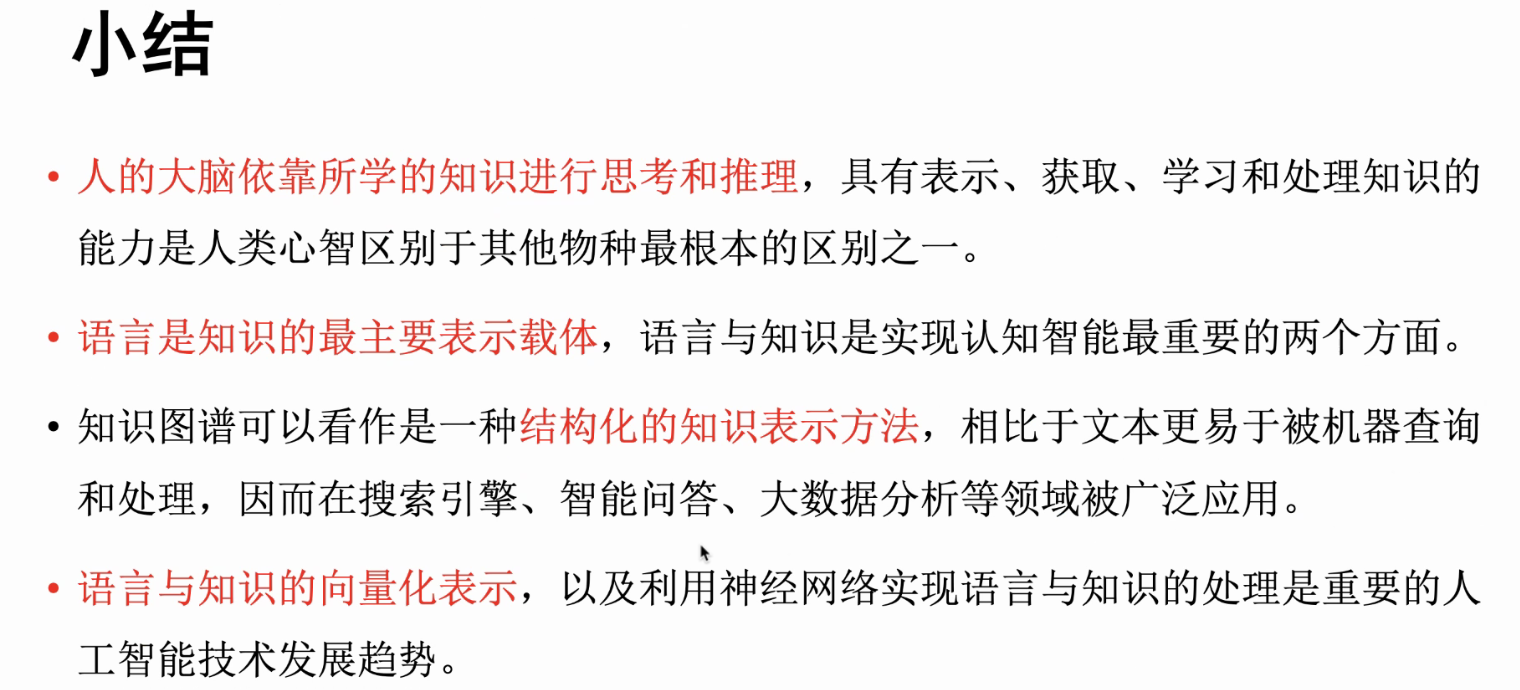 小结
• 人的大脑依靠所学的知识进行思考和推理，具有表示、获取、学习和处理知识的
能力是人类心智区别于其他物种最根本的区别之一。
• 语言是知识的最主要表示载体，语言与知识是实现认知智能最重要的两个方面。
• 知识图谱可以看作是一种结构化的知识表示方法，相比于文本更易于被机器查询
和处理，因而在搜索引擎、智能问答、大数据分析等领域被广泛应用。
• 语言与知识的向量化表示，以及利用神经网络实现语言与知识的处理是重要的人
工智能技术发展趋势。